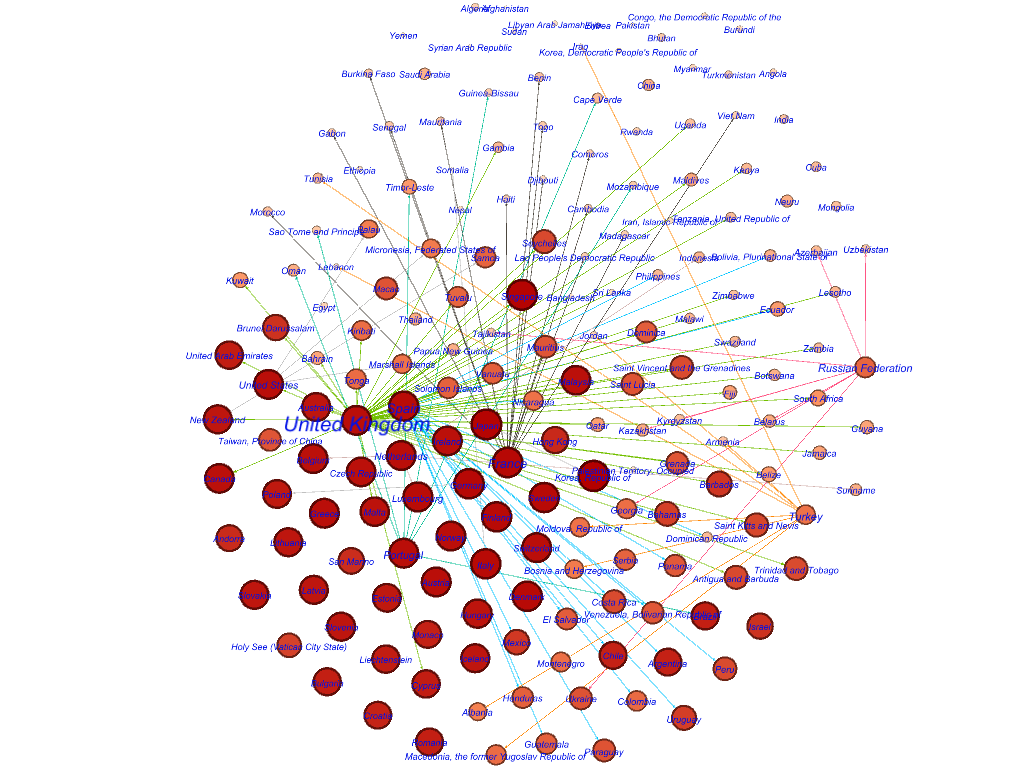 Algeria
Afghanistan
Congo, the Democratic Republic of the
Libyan Arab Jamahiriya
Eritrea
Pakistan
Burundi
Sudan
Yemen
Bhutan
Syrian Arab Republic
Iraq
Korea, Democratic People's Republic of
Burkina Faso
Saudi Arabia
Benin
China
Myanmar
Turkmenistan
Angola
Guinea-Bissau
Cape Verde
Gabon
Senegal
Mauritania
Togo
Rwanda
Uganda
Viet Nam
India
Gambia
Comoros
Tunisia
Ethiopia
Somalia
Djibouti
Maldives
Kenya
Cuba
Timor-Leste
Mozambique
Haiti
Nauru
Morocco
Nepal
Cambodia
Mongolia
Sao Tome and Principe
Palau
Iran, Islamic Republic of
Tanzania, United Republic of
Madagascar
Micronesia, Federated States of
Samoa
Seychelles
Lao People's Democratic Republic
Indonesia
Bolivia, Plurinational State of
Azerbaijan
Uzbekistan
Kuwait
Oman
Lebanon
Philippines
Macao
Tuvalu
Singapore
Bangladesh
Sri Lanka
Zimbabwe
Lesotho
Egypt
Ecuador
Brunei Darussalam
Kiribati
Thailand
Tajikistan
Jordan
Dominica
Malawi
United Arab Emirates
Bahrain
Papua New Guinea
Mauritius
Swaziland
Zambia
Marshall Islands
Saint Vincent and the Grenadines
Russian Federation
United States
Tonga
Solomon Islands
Vanuatu
Malaysia
Saint Lucia
Botswana
Australia
Spain
Nicaragua
Fiji
South Africa
New Zealand
United Kingdom
Japan
Qatar
Kazakhstan
Kyrgyzstan
Belarus
Guyana
Taiwan, Province of China
Ireland
Hong Kong
Armenia
Jamaica
Belgium
Netherlands
France
Grenada
Canada
Czech Republic
Germany
Korea, Republic of
Palestinian Territory, Occupied
Barbados
Belize
Suriname
Poland
Luxembourg
Sweden
Greece
Malta
Finland
Georgia
Bahamas
Turkey
Saint Kitts and Nevis
Andorra
Lithuania
Norway
Moldova, Republic of
Dominican Republic
San Marino
Portugal
Italy
Switzerland
Bosnia and Herzegovina
Serbia
Panama
Trinidad and Tobago
Antigua and Barbuda
Slovakia
Latvia
Estonia
Austria
Denmark
Costa Rica
Venezuela, Bolivarian Republic of
Brazil
Slovenia
Hungary
El Salvador
Israel
Holy See (Vatican City State)
Monaco
Mexico
Liechtenstein
Iceland
Montenegro
Chile
Argentina
Peru
Bulgaria
Cyprus
Honduras
Ukraine
Colombia
Croatia
Albania
Uruguay
Romania
Guatemala
Paraguay
Macedonia, the former Yugoslav Republic of